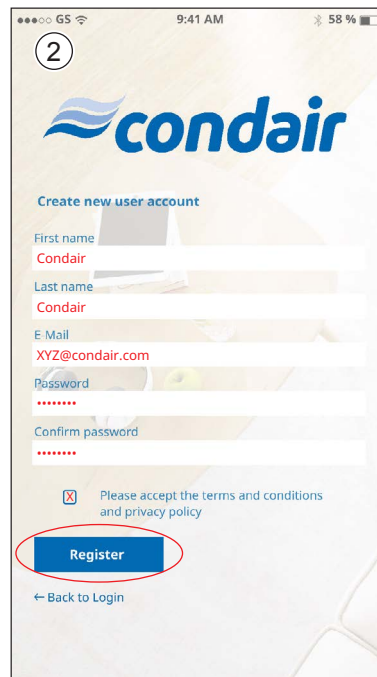 ●●●○○ GS 9:41 AM 58 %
2
condair
Create new user account
First name
Condair
Last name
Condair
E-Mail
XYZ@condair.com
Password
••••••••
Confirm password
••••••••
X Please accept the terms and conditions
and privacy policy
Register
← Back to Login